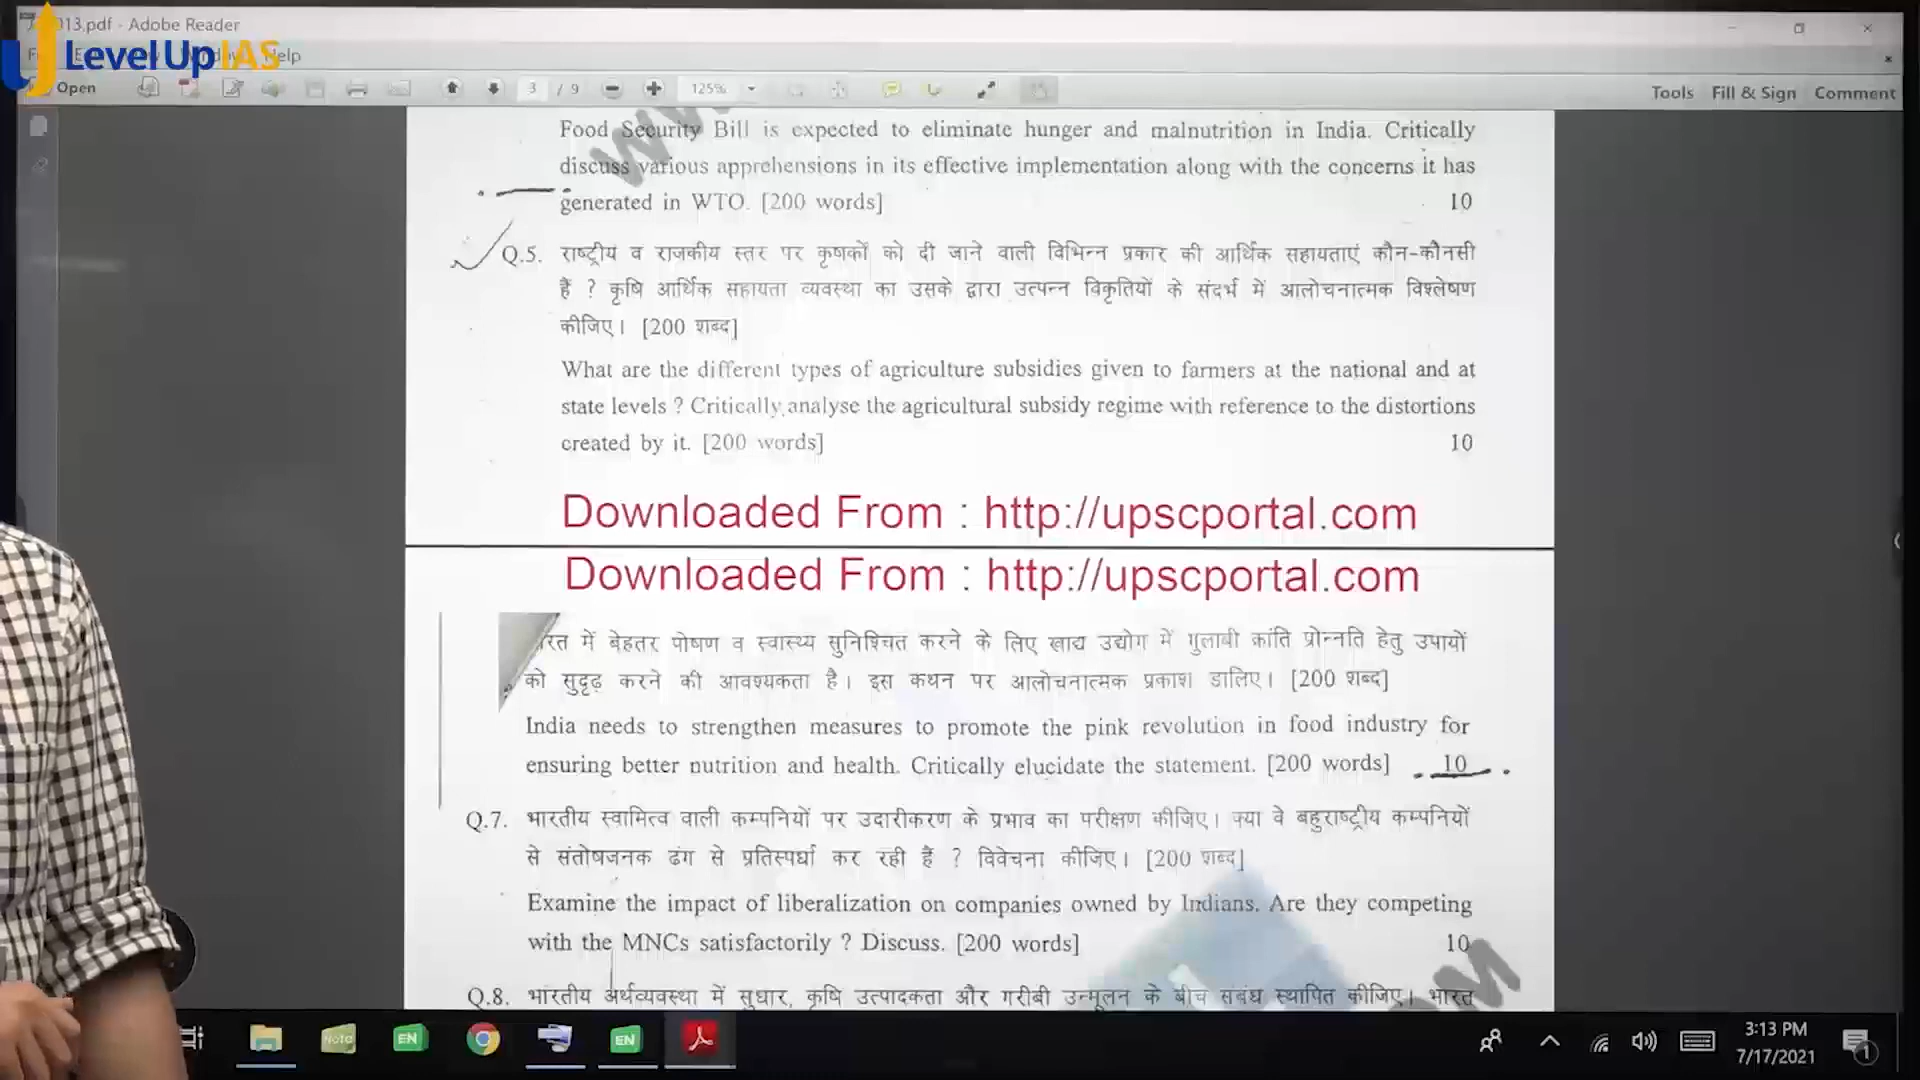 013.pdf - Adobe Reader
LevelUp IAS
Help
Open
3 / 9
125%
Tools Fill & Sign Comment
Food Security Bill is expected to eliminate hunger and malnutrition in India. Critically
discuss various apprehensions in its effective implementation along with the concerns it has
generated in WTO. [200 words] 10
Q.5. राष्ट्रीय व राजकीय स्तर पर कृषकों को दी जाने वाली विभिन्न प्रकार की आर्थिक सहायताएं कौन-कौनसी
हैं ? कृषि आर्थिक सहायता व्यवस्था का उसके द्वारा उत्पन्न विकृतियों के संदर्भ में आलोचनात्मक विश्लेषण
कीजिए। [200 शब्द]
What are the different types of agriculture subsidies given to farmers at the national and at
state levels ? Critically analyse the agricultural subsidy regime with reference to the distortions
created by it. [200 words] 10
Downloaded From : http://upscportal.com
Downloaded From : http://upscportal.com
रत में बेहतर पोषण व स्वास्थ्य सुनिश्चित करने के लिए खाद्य उद्योग में गुलाबी क्रांति प्रोन्नति हेतु उपायों
को सुदृढ़ करने की आवश्यकता है। इस कथन पर आलोचनात्मक प्रकाश डालिए। [200 शब्द]
India needs to strengthen measures to promote the pink revolution in food industry for
ensuring better nutrition and health. Critically elucidate the statement. [200 words] 10
Q.7. भारतीय स्वामित्व वाली कम्पनियों पर उदारीकरण के प्रभाव का परीक्षण कीजिए। क्या वे बहुराष्ट्रीय कम्पनियों
से संतोषजनक ढंग से प्रतिस्पर्धा कर रही हैं ? विवेचना कीजिए। [200 शब्द]
Examine the impact of liberalization on companies owned by Indians. Are they competing
with the MNCs satisfactorily ? Discuss. [200 words] 10
Q.8. भारतीय अर्थव्यवस्था में सुधार, कृषि उत्पादकता और गरीबी उन्मूलन के बीच संबंध स्थापित कीजिए। भारत
Note
EN
EN
3:13 PM
7/17/2021
1